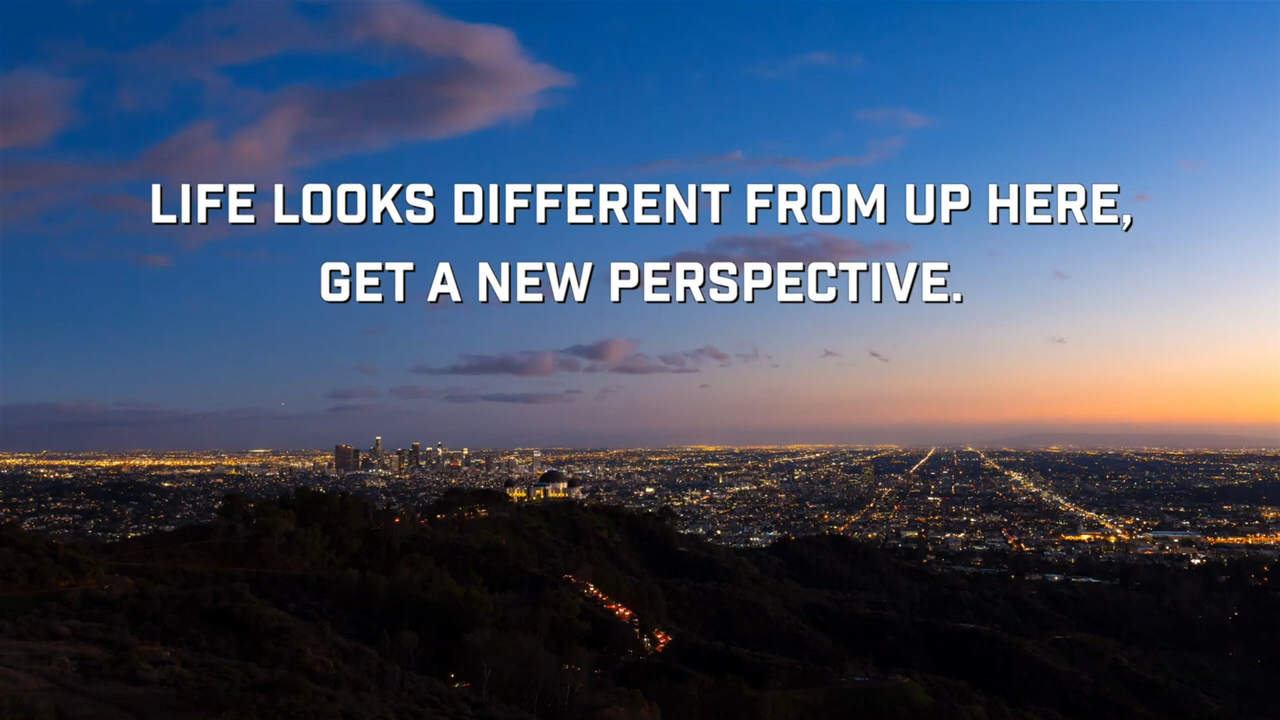 LIFE LOOKS DIFFERENT FROM UP HERE,
GET A NEW PERSPECTIVE.